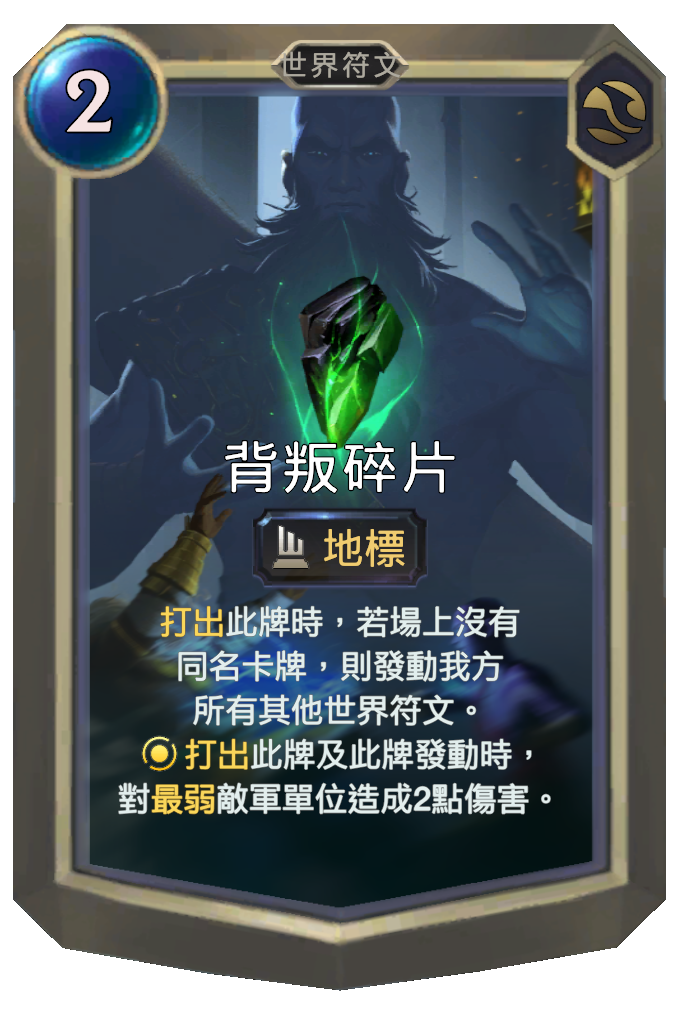 世界符文
2
背叛碎片
地標
打出此牌時，若場上沒有
同名卡牌，則發動我方
所有其他世界符文。
打出此牌及此牌發動時，
對最弱敵軍單位造成2點傷害。